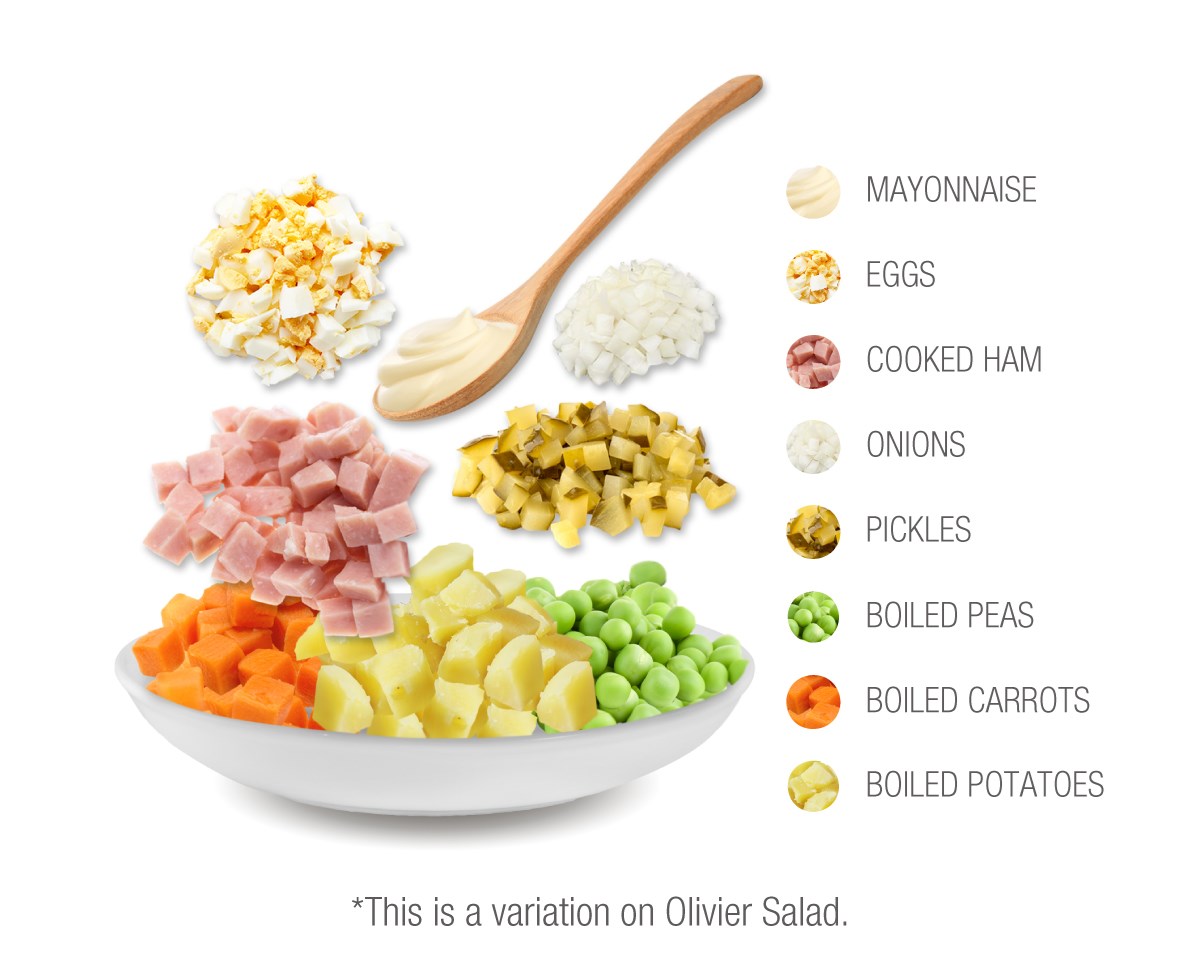 MAYONNAISE
EGGS
COOKED HAM
ONIONS
PICKLES
BOILED PEAS
BOILED CARROTS
BOILED POTATOES
*This is a variation on Olivier Salad.